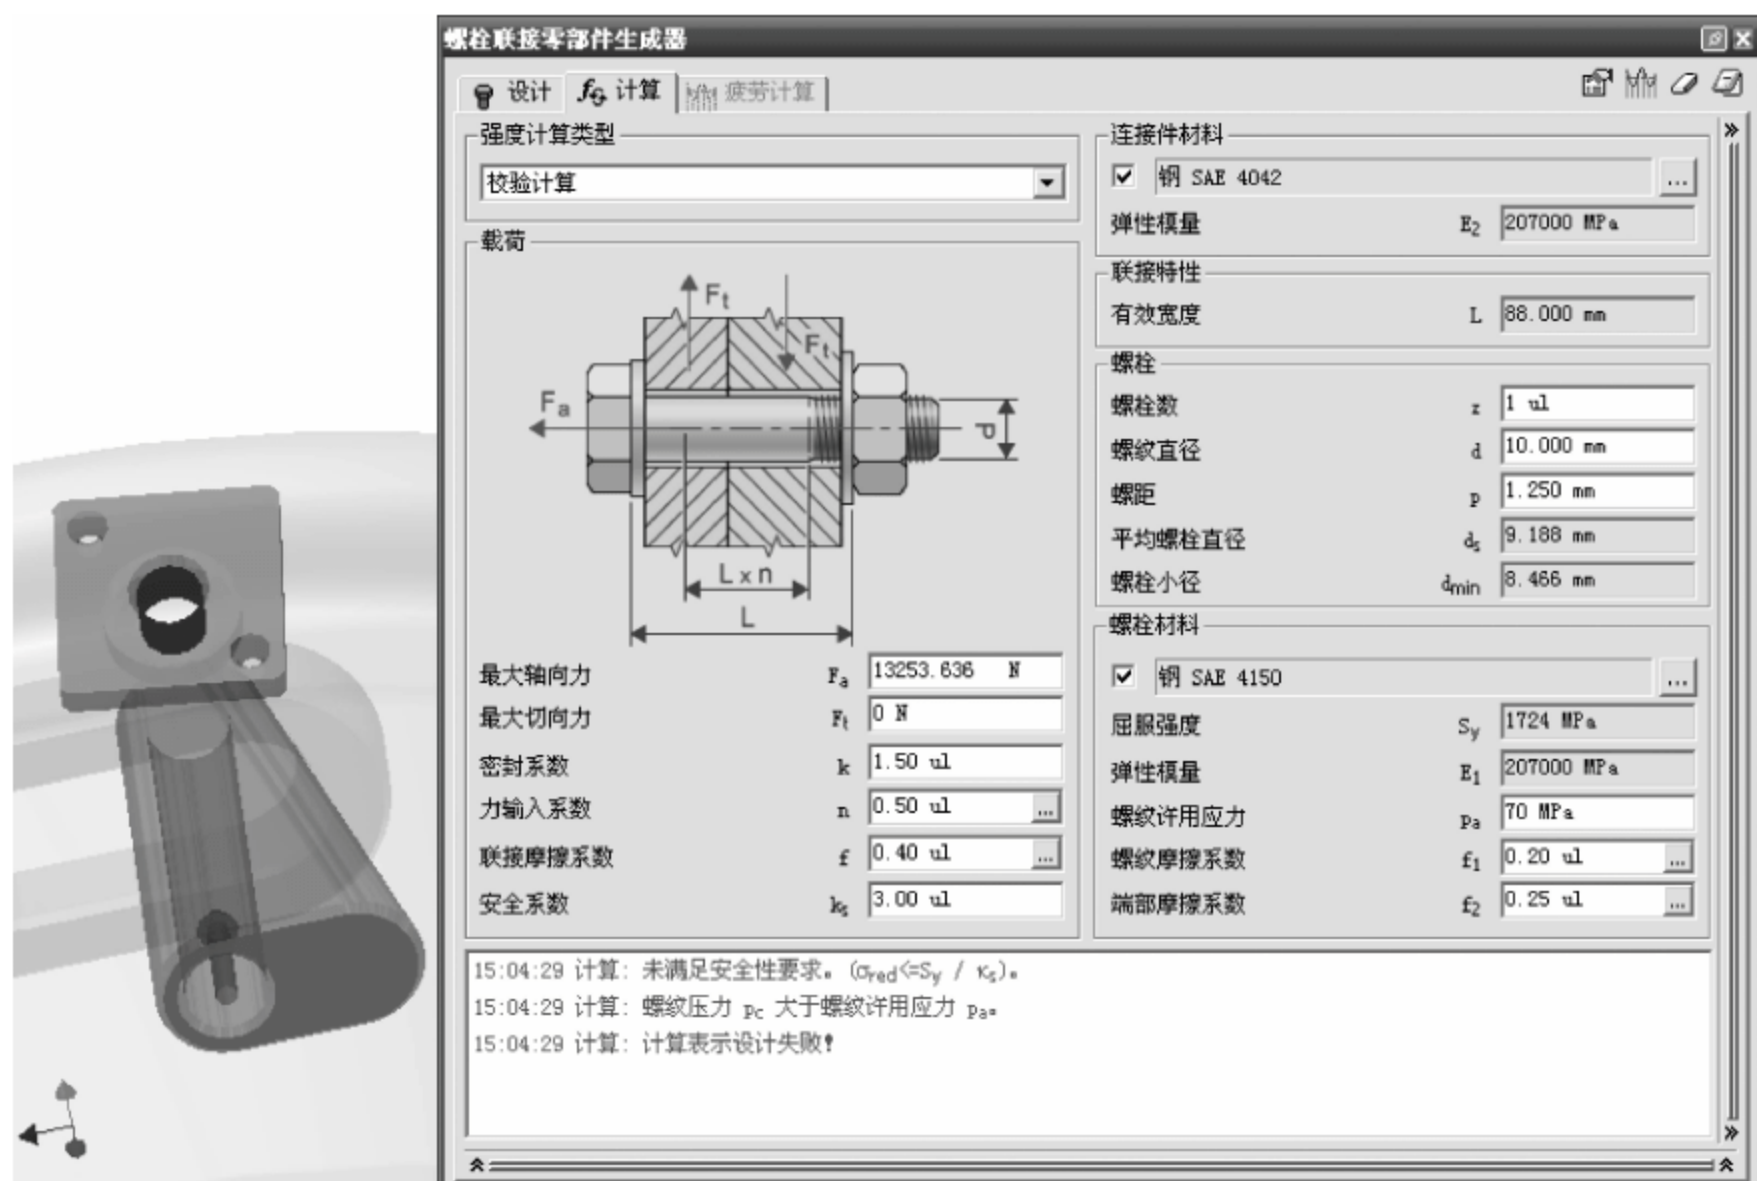 螺栓联接零部件生成器
设计 计算 疲劳计算
强度计算类型
校验计算
载荷
Ft
Ft
Fa
d
L x n
L
最大轴向力 Fa 13253.636 N
最大切向力 Ft 0 N
密封系数 k 1.50 ul
力输入系数 n 0.50 ul ...
联接摩擦系数 f 0.40 ul ...
安全系数 ks 3.00 ul
连接件材料
钢 SAE 4042 ...
弹性模量 E2 207000 MPa
联接特性
有效宽度 L 88.000 mm
螺栓
螺栓数 z 1 ul
螺纹直径 d 10.000 mm
螺距 p 1.250 mm
平均螺栓直径 ds 9.188 mm
螺栓小径 dmin 8.466 mm
螺栓材料
钢 SAE 4150 ...
屈服强度 Sy 1724 MPa
弹性模量 E1 207000 MPa
螺纹许用应力 Pa 70 MPa
螺纹摩擦系数 f1 0.20 ul ...
端部摩擦系数 f2 0.25 ul ...
15:04:29 计算: 未满足安全性要求。(σred<=Sy / κs)。
15:04:29 计算: 螺纹压力 pc 大于螺纹许用应力 pa。
15:04:29 计算: 计算表示设计失败!